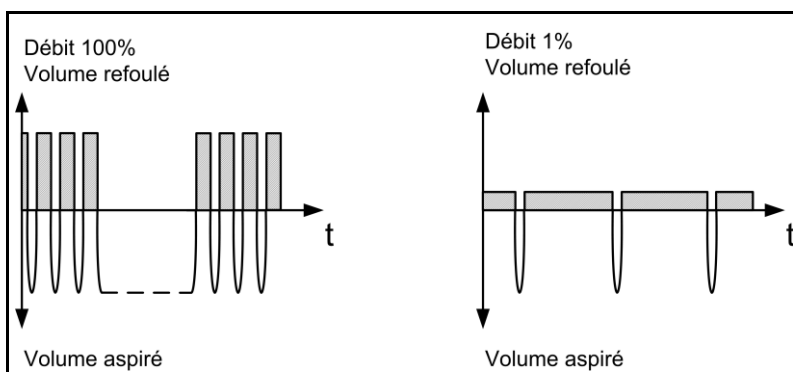 Débit 100%
Volume refoulé
t
Volume aspiré
Débit 1%
Volume refoulé
t
Volume aspiré